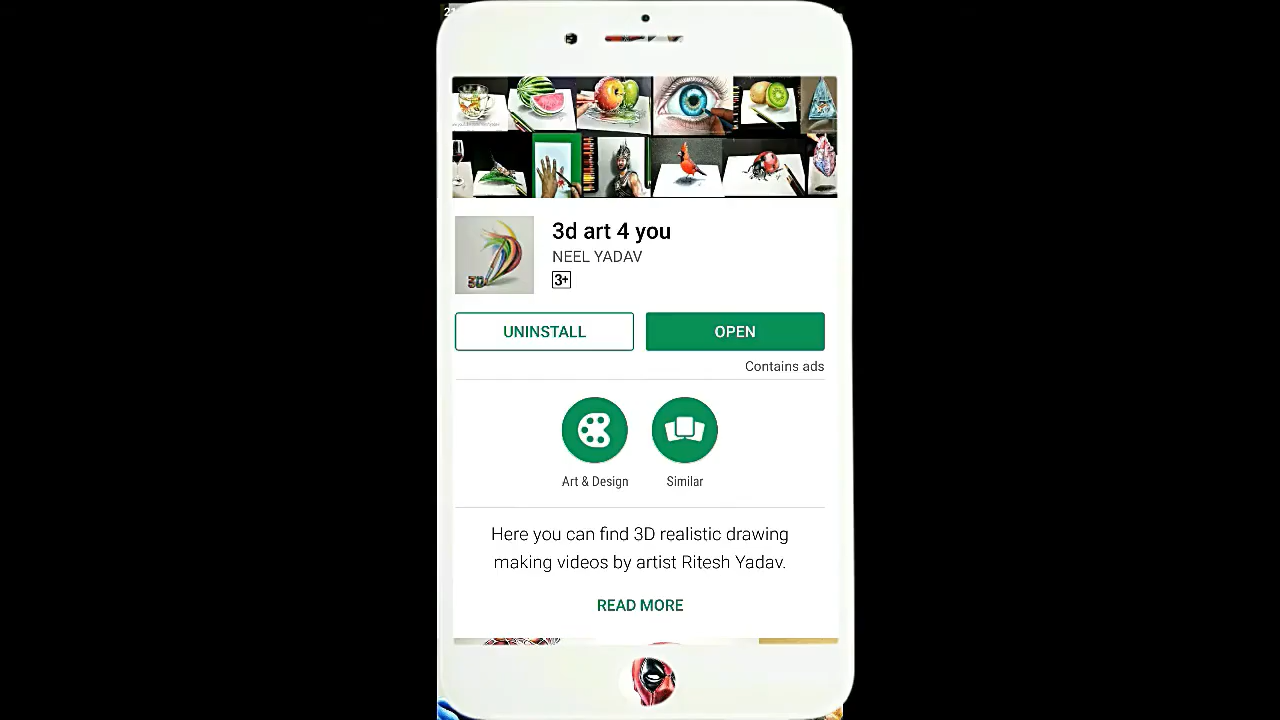 3d art 4 you
NEEL YADAV
3+
3D
UNINSTALL
OPEN
Contains ads
Art & Design
Similar
Here you can find 3D realistic drawing
making videos by artist Ritesh Yadav.
READ MORE